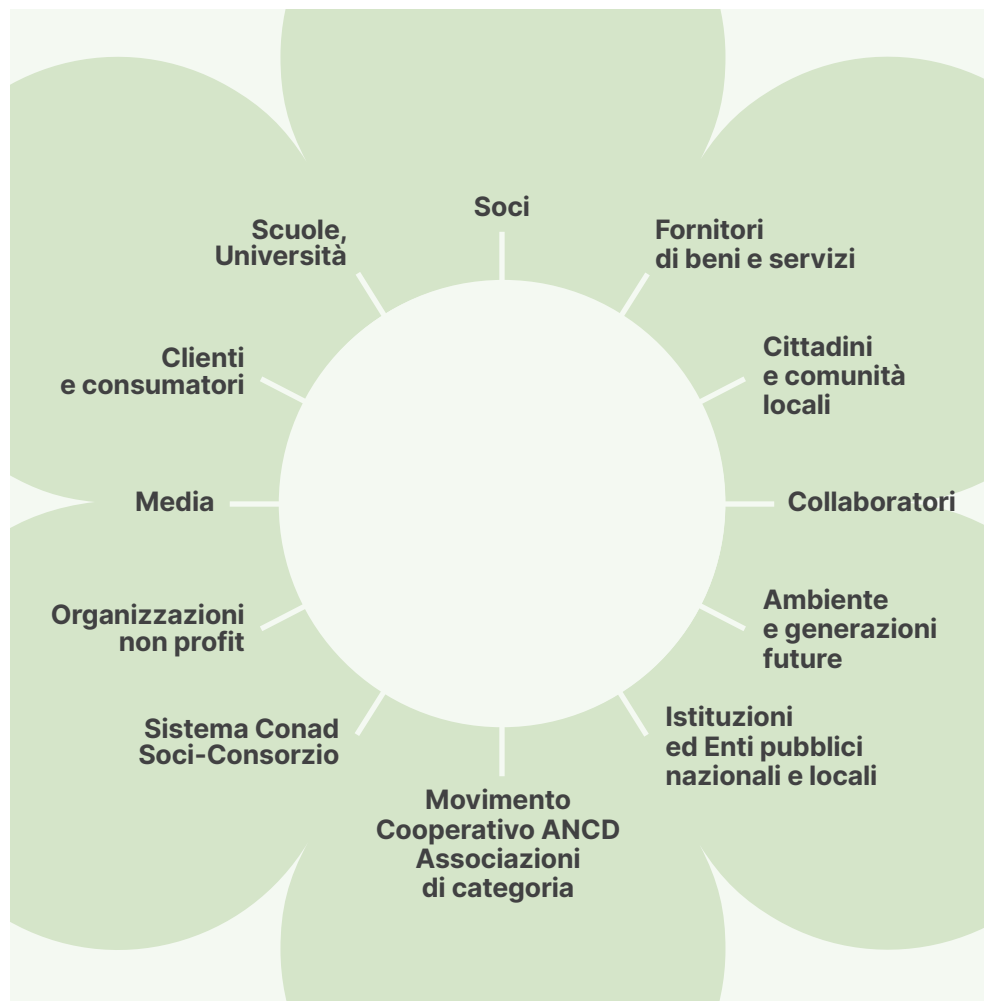 Soci
Fornitori
di beni e servizi
Cittadini
e comunità
locali
Collaboratori
Ambiente
e generazioni
future
Istituzioni
ed Enti pubblici
nazionali e locali
Movimento
Cooperativo ANCD
Associazioni
di categoria
Sistema Conad
Soci-Consorzio
Organizzazioni
non profit
Media
Clienti
e consumatori
Scuole,
Università